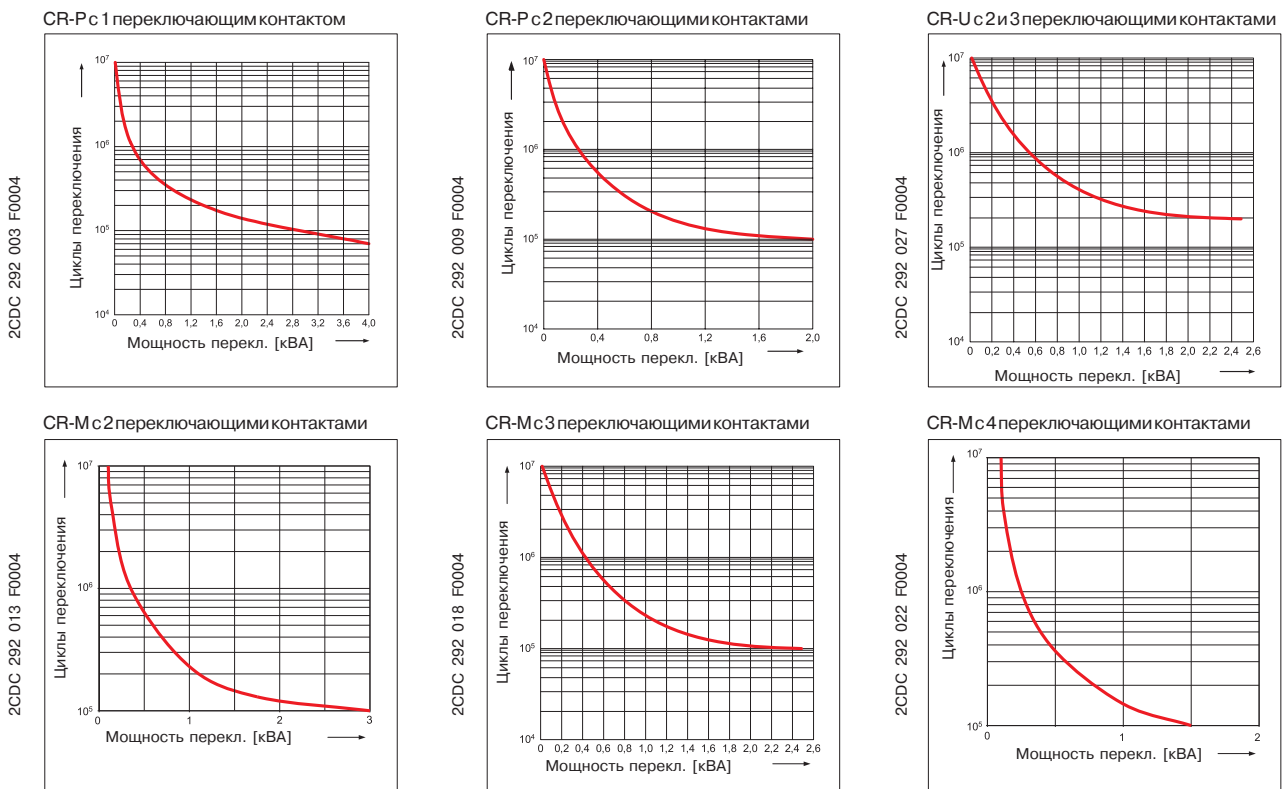 CR-P с 1 переключающим контактом
2CDC 292 003 F0004
Циклы переключения
10⁷
10⁶
10⁵
10⁴
0 0,4 0,8 1,2 1,6 2,0 2,4 2,8 3,2 3,6 4,0
Мощность перекл. [кВА]
CR-P с 2 переключающими контактами
2CDC 292 009 F0004
Циклы переключения
10⁷
10⁶
10⁵
10⁴
0 0,4 0,8 1,2 1,6 2,0
Мощность перекл. [кВА]
CR-U с 2 и 3 переключающими контактами
2CDC 292 027 F0004
Циклы переключения
10⁷
10⁶
10⁵
10⁴
0 0,2 0,4 0,6 0,8 1,0 1,2 1,4 1,6 1,8 2,0 2,2 2,4 2,6
Мощность перекл. [кВА]
CR-M с 2 переключающими контактами
2CDC 292 013 F0004
Циклы переключения
10⁷
10⁶
10⁵
0 1 2 3
Мощность перекл. [кВА]
CR-M с 3 переключающими контактами
2CDC 292 018 F0004
Циклы переключения
10⁷
10⁶
10⁵
10⁴
0 0,2 0,4 0,6 0,8 1,0 1,2 1,4 1,6 1,8 2,0 2,2 2,4 2,6
Мощность перекл. [кВА]
CR-M с 4 переключающими контактами
2CDC 292 022 F0004
Циклы переключения
10⁷
10⁶
10⁵
0 1 2
Мощность перекл. [кВА]